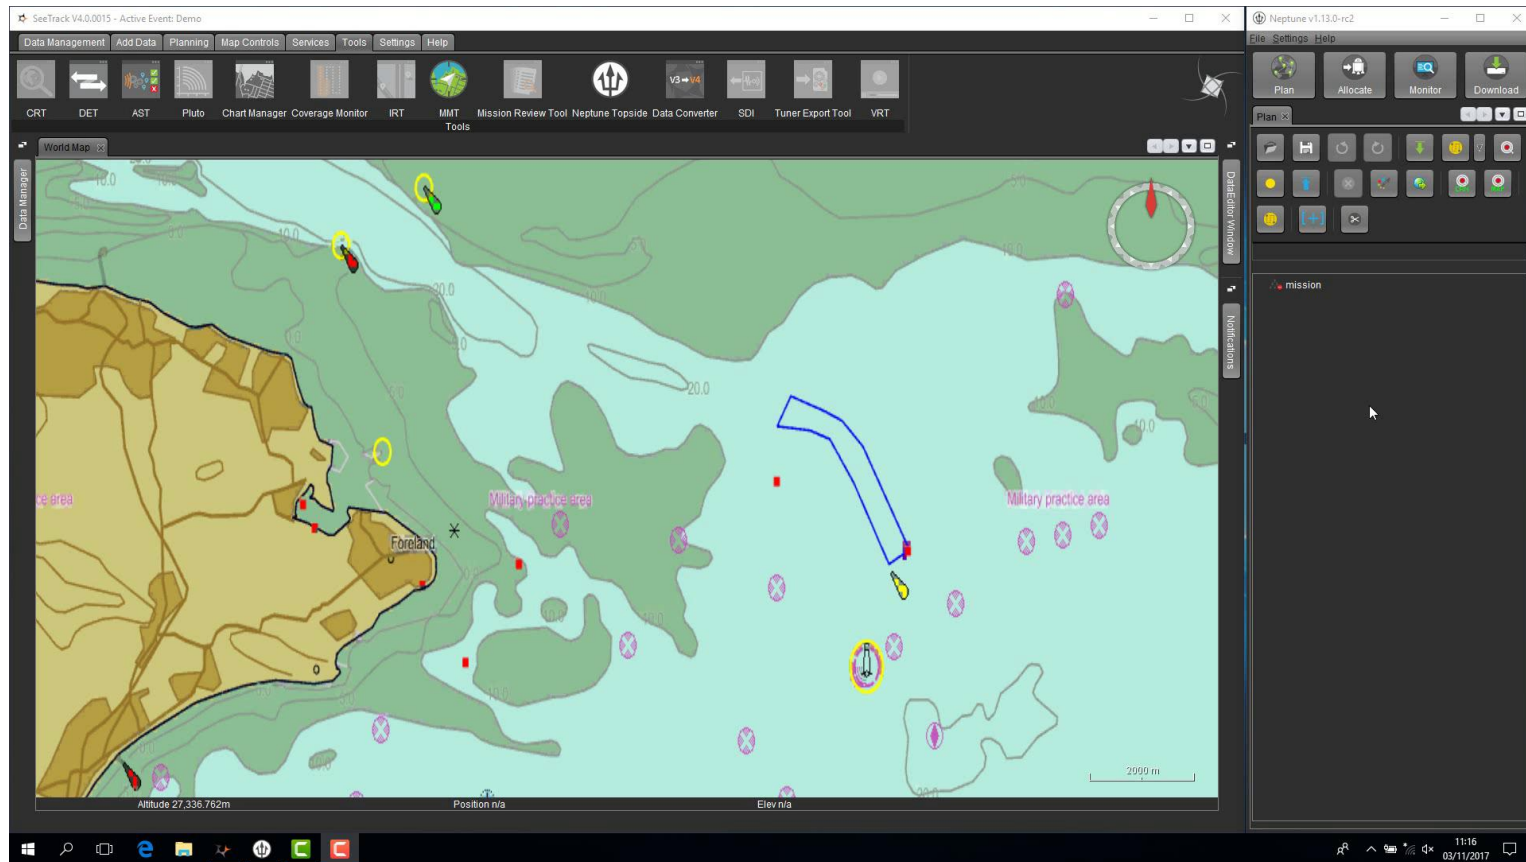 SeeTrack V4.0.0015 - Active Event: Demo
Neptune v1.13.0-rc2
Data Management Add Data Planning Map Controls Services Tools Settings Help
File Settings Help
V3 V4
CRT DET AST Pluto Chart Manager Coverage Monitor IRT MMT Mission Review Tool Neptune Topside Data Converter SDI Tuner Export Tool VRT
Tools
Plan Allocate Monitor Download
Plan
World Map
Data Manager
DataEditor Window
Notifications
mission
20.0
20.0
10.0
Military practice area
Military practice area
Foreland
2000 m
Altitude 27,336.762m
Position n/a
Elev n/a
11:16
03/11/2017